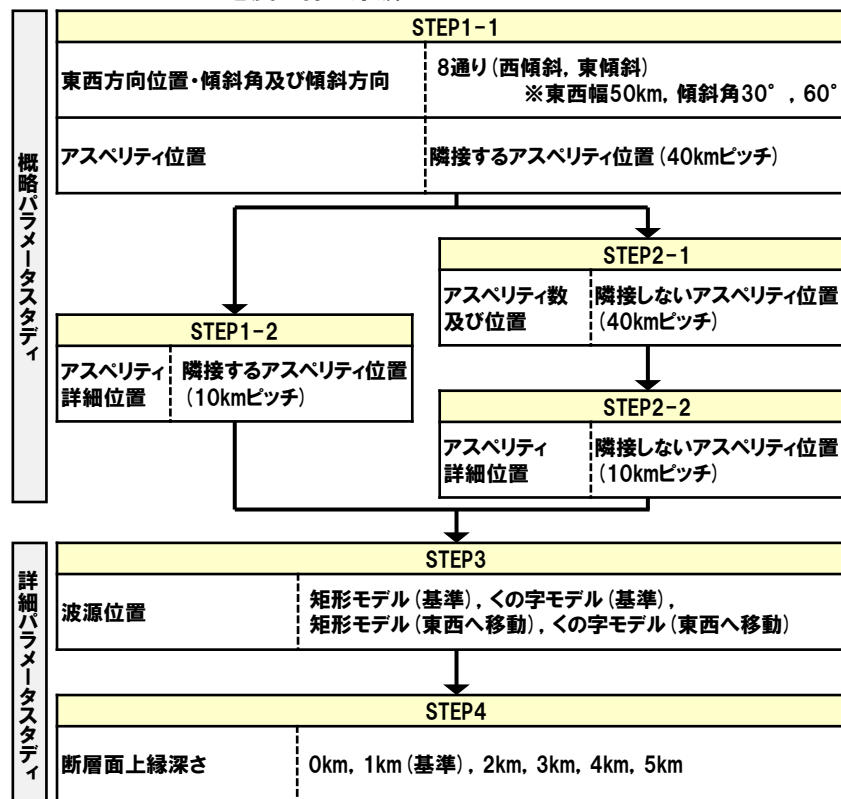 概略パラメータスタディ
STEP1-1
東西方向位置・傾斜角及び傾斜方向
8通り(西傾斜, 東傾斜)
※東西幅50km, 傾斜角30°, 60°
アスペリティ位置
隣接するアスペリティ位置(40kmピッチ)
STEP1-2
アスペリティ
詳細位置
隣接するアスペリティ位置
(10kmピッチ)
STEP2-1
アスペリティ数
及び位置
隣接しないアスペリティ位置
(40kmピッチ)
STEP2-2
アスペリティ
詳細位置
隣接しないアスペリティ位置
(10kmピッチ)
詳細パラメータスタディ
STEP3
波源位置
矩形モデル(基準), くの字モデル(基準),
矩形モデル(東西へ移動), くの字モデル(東西へ移動)
STEP4
断層面上縁深さ
0km, 1km(基準), 2km, 3km, 4km, 5km